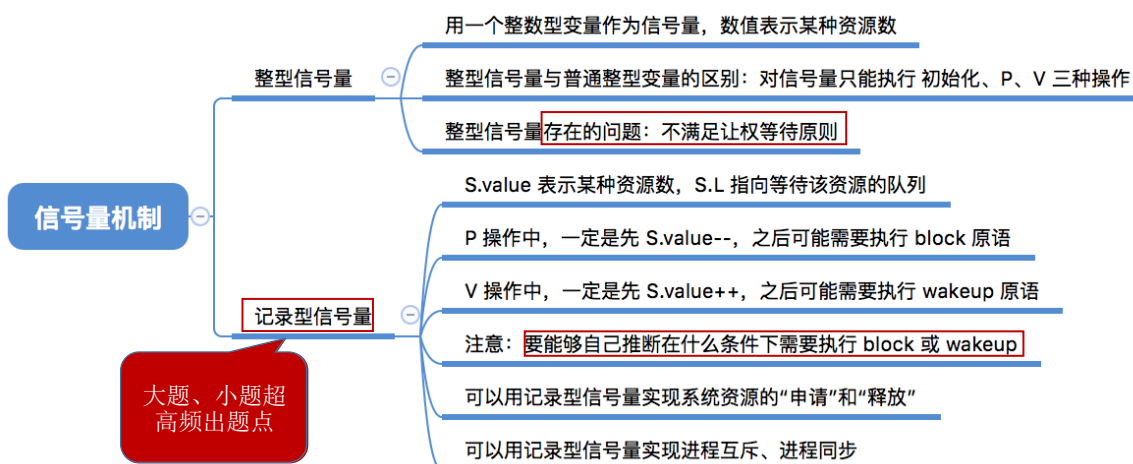 用一个整数型变量作为信号量，数值表示某种资源数
整型信号量
整型信号量与普通整型变量的区别：对信号量只能执行 初始化、P、V 三种操作
整型信号量存在的问题：不满足让权等待原则
信号量机制
S.value 表示某种资源数，S.L 指向等待该资源的队列
P 操作中，一定是先 S.value--，之后可能需要执行 block 原语
V 操作中，一定是先 S.value++，之后可能需要执行 wakeup 原语
记录型信号量
注意：要能够自己推断在什么条件下需要执行 block 或 wakeup
可以用记录型信号量实现系统资源的“申请”和“释放”
可以用记录型信号量实现进程互斥、进程同步
大题、小题超
高频出题点